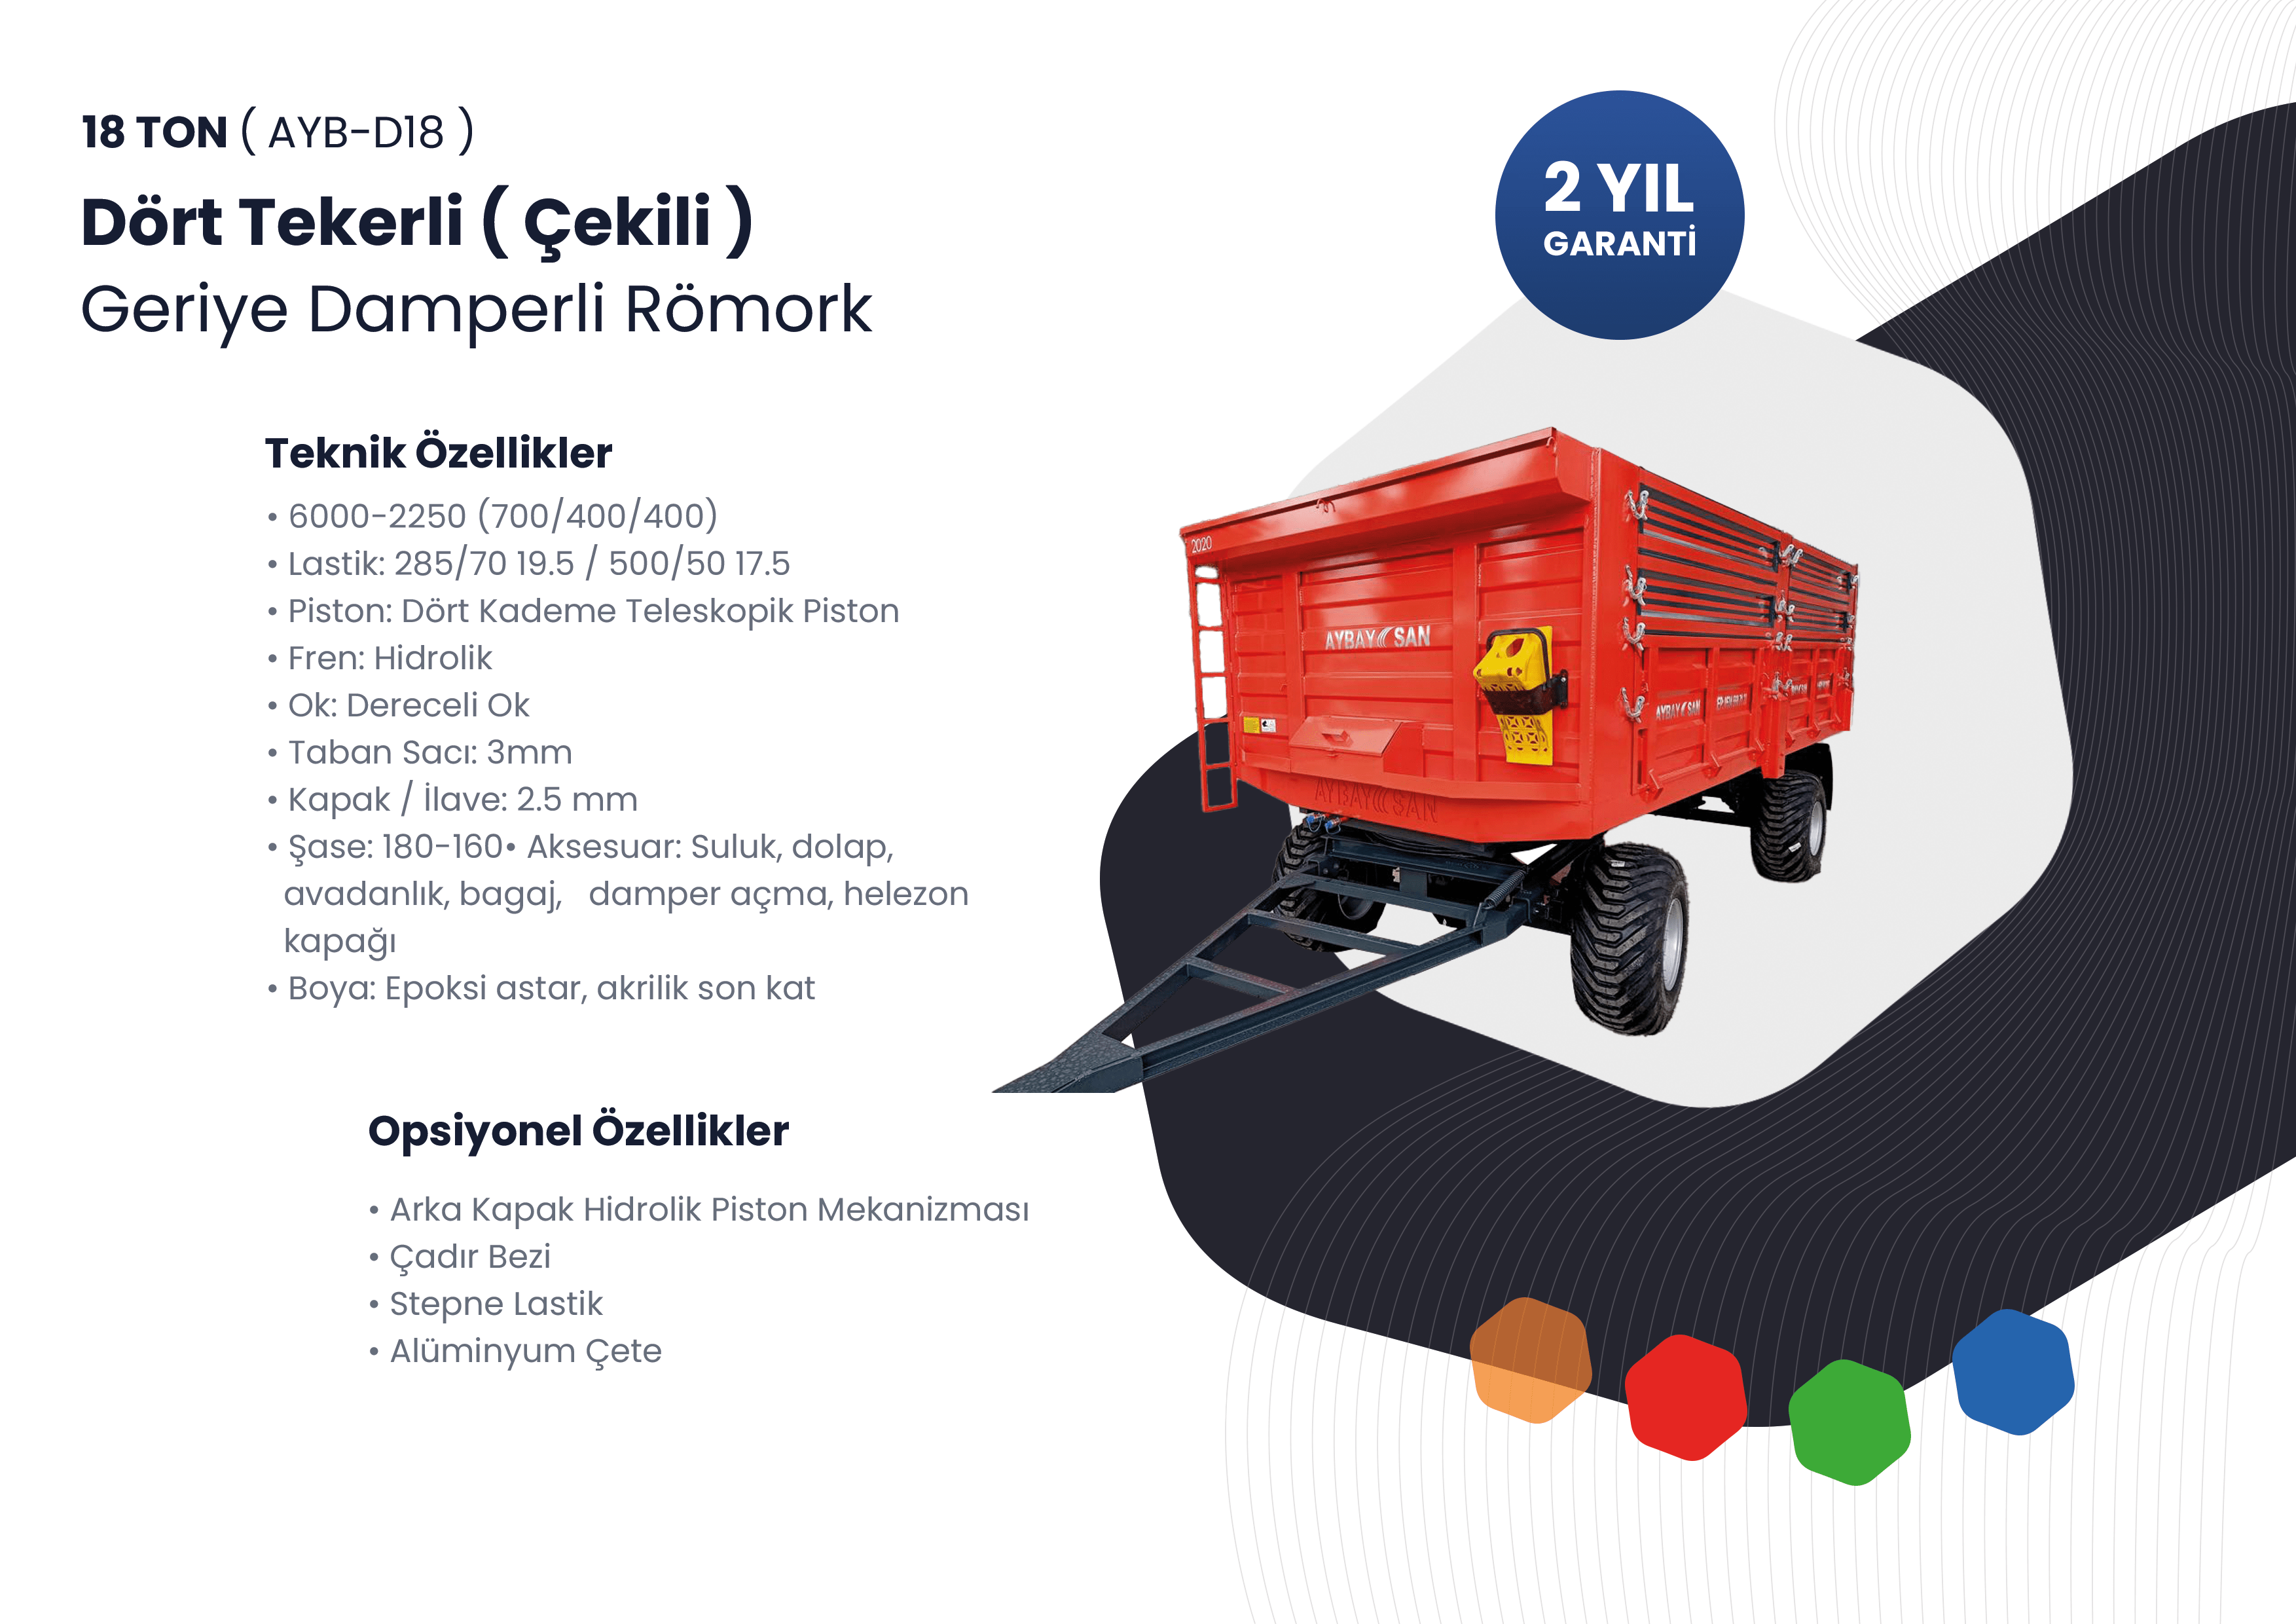 18 TON ( AYB-D18 )
Dört Tekerli ( Çekili )
Geriye Damperli Römork
2 YIL
GARANTİ
Teknik Özellikler
• 6000-2250 (700/400/400)
• Lastik: 285/70 19.5 / 500/50 17.5
• Piston: Dört Kademe Teleskopik Piston
• Fren: Hidrolik
• Ok: Dereceli Ok
• Taban Sacı: 3mm
• Kapak / İlave: 2.5 mm
• Şase: 180-160• Aksesuar: Suluk, dolap,
avadanlık, bagaj, damper açma, helezon
kapağı
• Boya: Epoksi astar, akrilik son kat
2020
AYBAY SAN
AYBAY SAN
AYBAY SAN
Opsiyonel Özellikler
• Arka Kapak Hidrolik Piston Mekanizması
• Çadır Bezi
• Stepne Lastik
• Alüminyum Çete